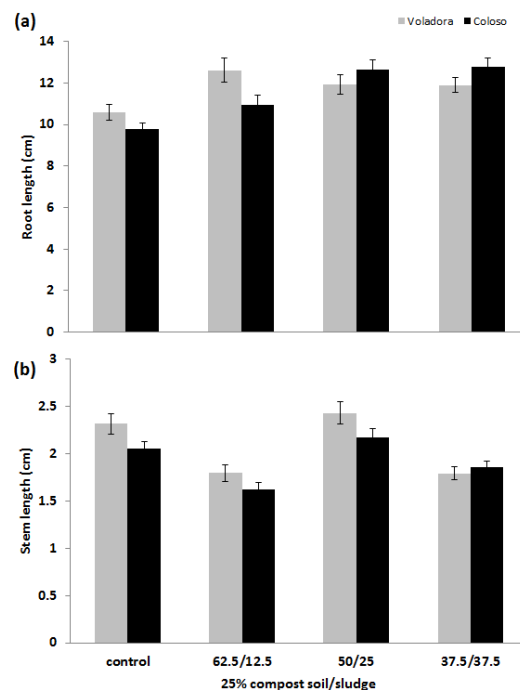 (a)
Voladora Coloso
14
12
10
8
6
4
2
0
Root length (cm)
(b)
3
2.5
2
1.5
1
0.5
0
Stem length (cm)
control 62.5/12.5 50/25 37.5/37.5
25% compost soil/sludge